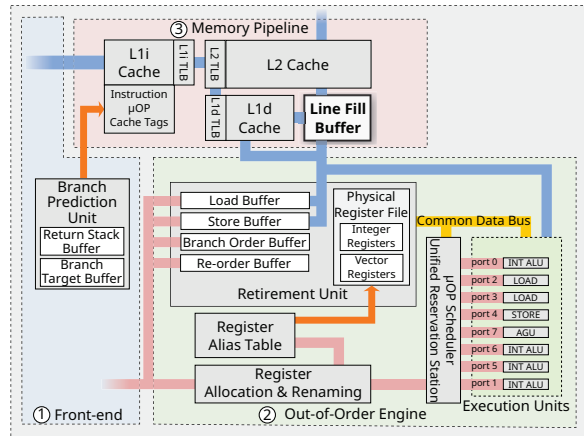 ③ Memory Pipeline
L1i
Cache
L1i TLB
L2 TLB
L2 Cache
Instruction
µOP
Cache Tags
L1d TLB
L1d
Cache
Line Fill
Buffer
Branch
Prediction
Unit
Return Stack
Buffer
Branch
Target Buffer
Load Buffer
Store Buffer
Branch Order Buffer
Re-order Buffer
Physical
Register File
Integer
Registers
Vector
Registers
Retirement Unit
Common Data Bus
Register
Alias Table
Register
Allocation & Renaming
µOP Scheduler
Unified Reservation Station
port 0 INT ALU
port 2 LOAD
port 3 LOAD
port 4 STORE
port 7 AGU
port 6 INT ALU
port 5 INT ALU
port 1 INT ALU
Execution Units
① Front-end
② Out-of-Order Engine